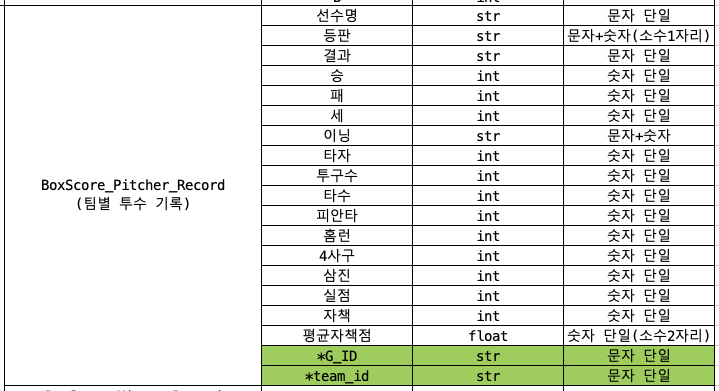 선수명 str 문자 단일
등판 str 문자+숫자(소수1자리)
결과 str 문자 단일
승 int 숫자 단일
패 int 숫자 단일
세 int 숫자 단일
이닝 str 문자+숫자
타자 int 숫자 단일
투구수 int 숫자 단일
BoxScore_Pitcher_Record
(팀별 투수 기록)
타수 int 숫자 단일
피안타 int 숫자 단일
홈런 int 숫자 단일
4사구 int 숫자 단일
삼진 int 숫자 단일
실점 int 숫자 단일
자책 int 숫자 단일
평균자책점 float 숫자 단일(소수2자리)
*G_ID str 문자 단일
*team_id str 문자 단일